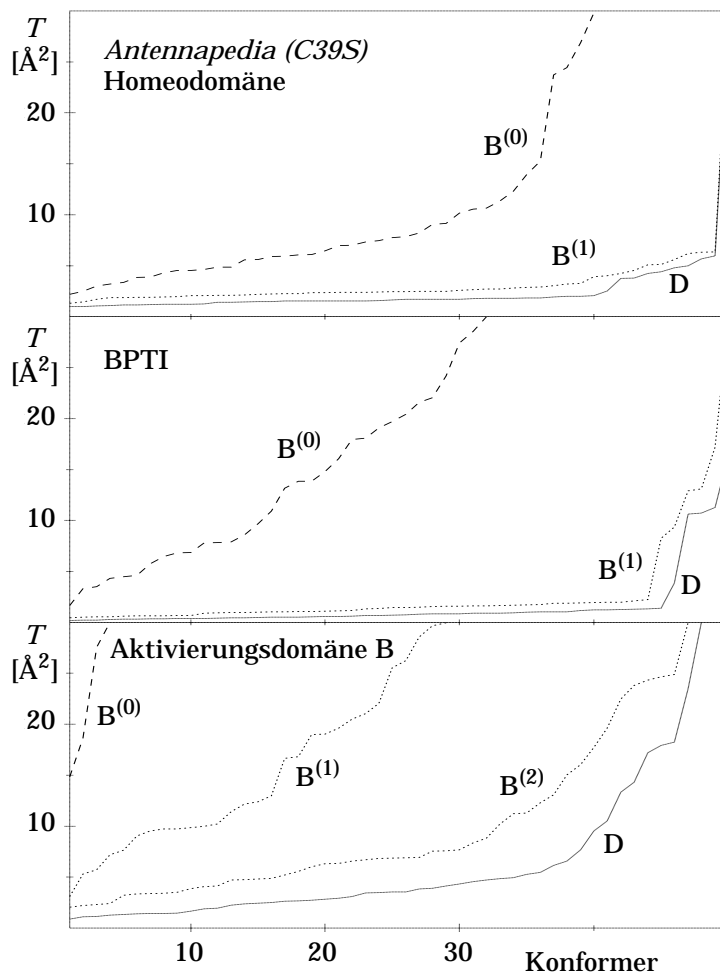 T
[Å²]
Antennapedia (C39S)
Homeodomäne
20
B⁽⁰⁾
10
B⁽¹⁾
D
T
[Å²]
BPTI
20
B⁽⁰⁾
10
B⁽¹⁾
D
T
[Å²]
Aktivierungsdomäne B
20
B⁽⁰⁾
B⁽¹⁾
B⁽²⁾
10
D
10 20 30 Konformer